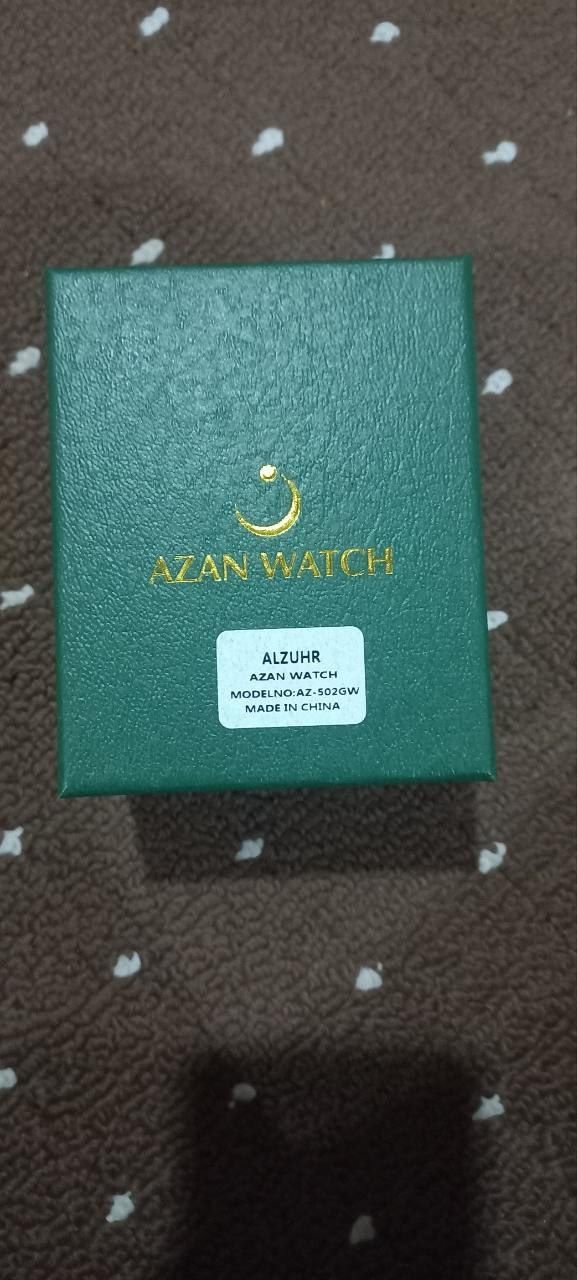 AZAN WATCH
ALZUHR
AZAN WATCH
MODELNO:AZ-502GW
MADE IN CHINA